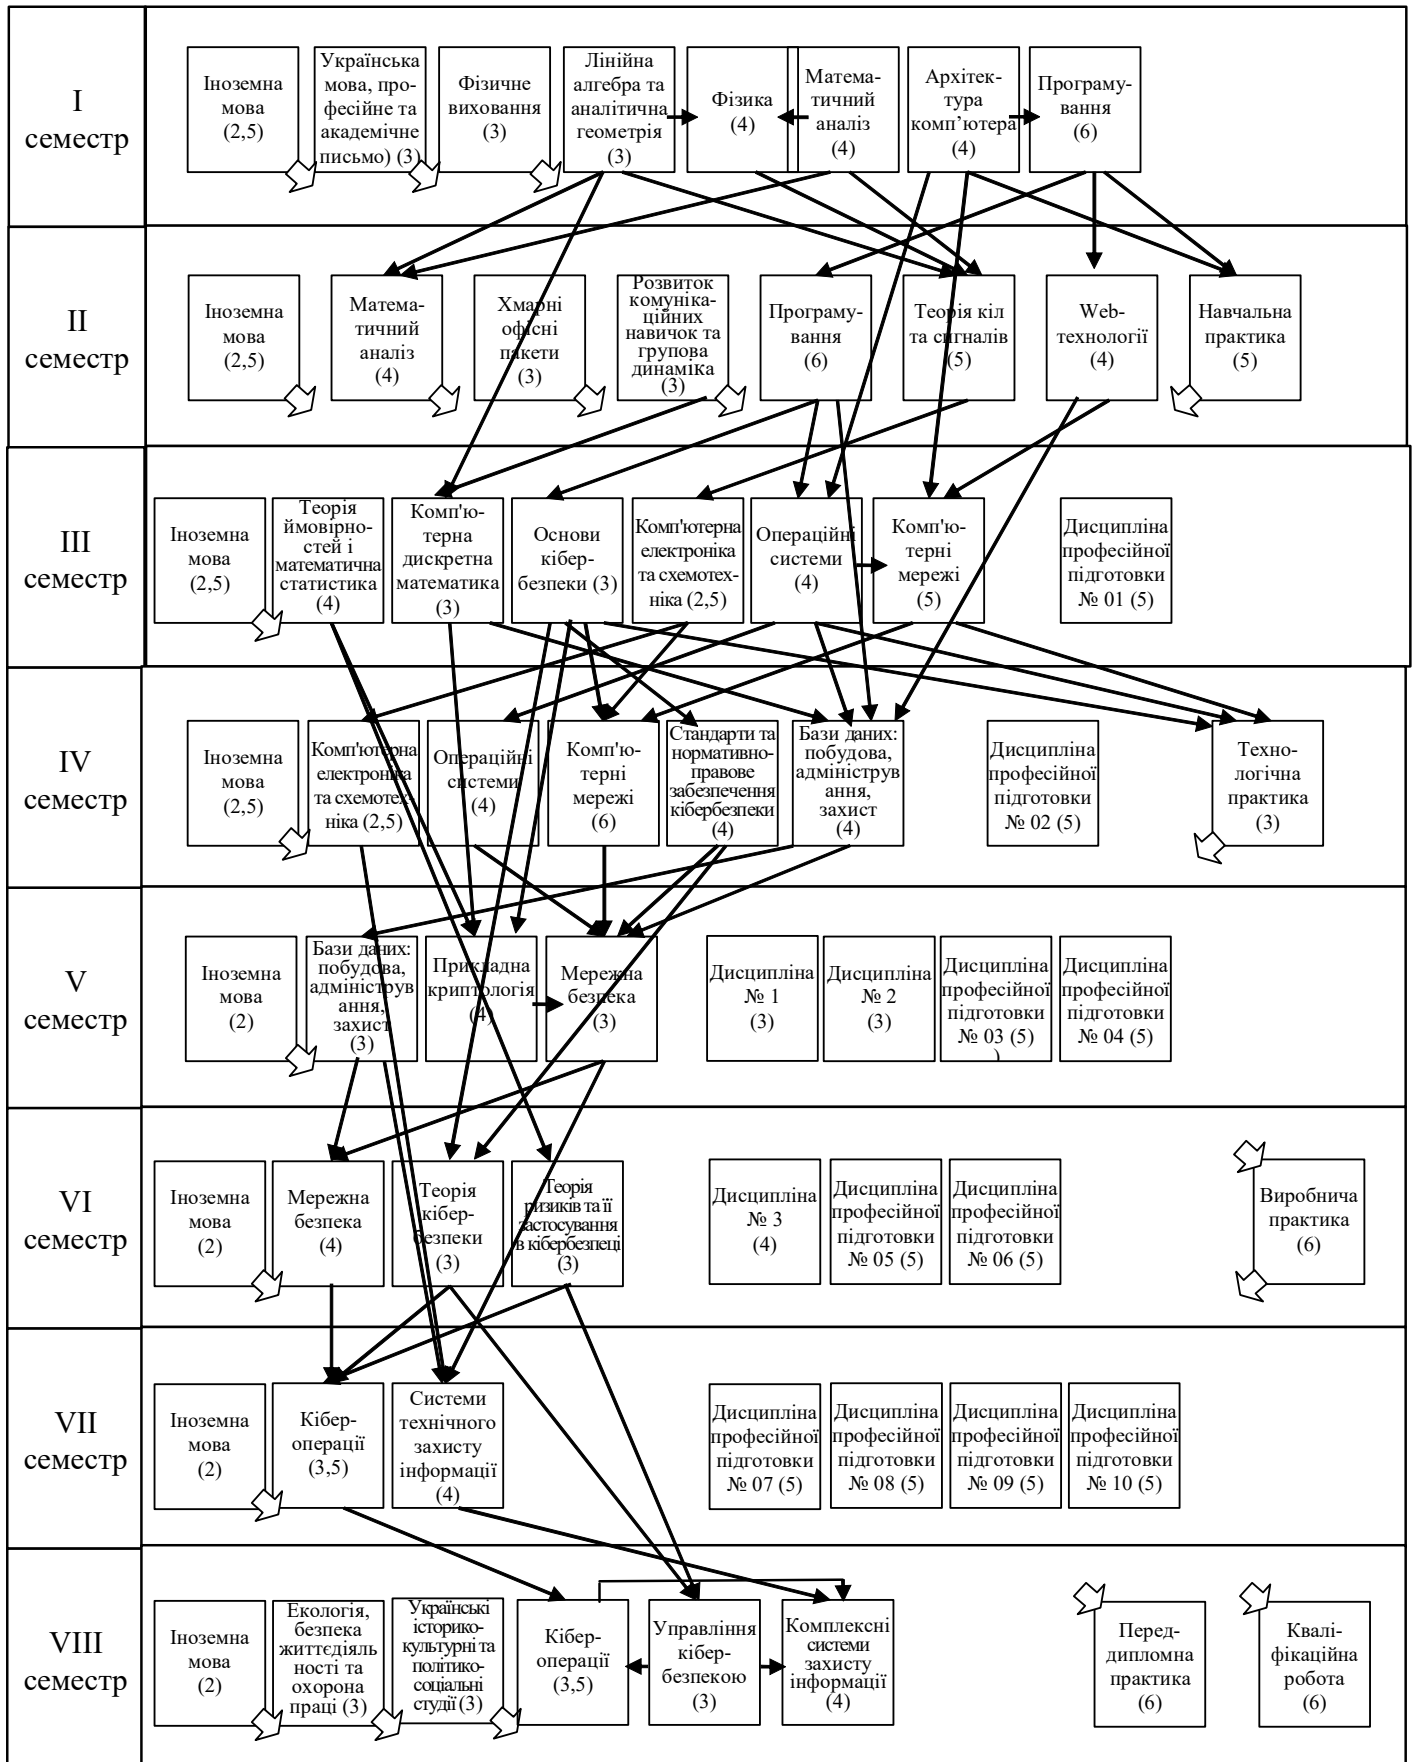 I
семестр
Іноземна
мова
(2,5)
Українська
мова, про-
фесійне та
академічне
письмо) (3)
Фізичне
виховання
(3)
Лінійна
алгебра та
аналітична
геометрія
(3)
Фізика
(4)
Матема-
тичний
аналіз
(4)
Архітек-
тура
комп’ютера
(4)
Програму-
вання
(6)
II
семестр
Іноземна
мова
(2,5)
Матема-
тичний
аналіз
(4)
Хмарні
офісні
пакети
(3)
Розвиток
комуніка-
ційних
навичок та
групова
динаміка
(3)
Програму-
вання
(6)
Теорія кіл
та сигналів
(5)
Web-
технології
(4)
Навчальна
практика
(5)
III
семестр
Іноземна
мова
(2,5)
Теорія
ймовірно-
стей і
математична
статистика
(4)
Комп'ю-
терна
дискретна
математика
(3)
Основи
кібер-
безпеки (3)
Комп'ютерна
електроніка
та схемотех-
ніка (2,5)
Операційні
системи
(4)
Комп'ю-
терні
мережі
(5)
Дисципліна
професійної
підготовки
№ 01 (5)
IV
семестр
Іноземна
мова
(2,5)
Комп'ютерна
електроніка
та схемотех-
ніка (2,5)
Операційні
системи
(4)
Комп'ю-
терні
мережі
(6)
Стандарти та
нормативно-
правове
забезпечення
кібербезпеки
(4)
Бази даних:
побудова,
адмініструв
ання,
захист
(4)
Дисципліна
професійної
підготовки
№ 02 (5)
Техно-
логічна
практика
(3)
V
семестр
Іноземна
мова
(2)
Бази даних:
побудова,
адмініструв
ання,
захист
(3)
Прикладна
криптологія
(4)
Мережна
безпека
(3)
Дисципліна
№ 1
(3)
Дисципліна
№ 2
(3)
Дисципліна
професійної
підготовки
№ 03 (5)
)
Дисципліна
професійної
підготовки
№ 04 (5)
VI
семестр
Іноземна
мова
(2)
Мережна
безпека
(4)
Теорія
кібер-
безпеки
(3)
Теорія
ризиків та її
застосування
в кібербезпеці
(3)
Дисципліна
№ 3
(4)
Дисципліна
професійної
підготовки
№ 05 (5)
Дисципліна
професійної
підготовки
№ 06 (5)
Виробнича
практика
(6)
VII
семестр
Іноземна
мова
(2)
Кібер-
операції
(3,5)
Системи
технічного
захисту
інформації
(4)
Дисципліна
професійної
підготовки
№ 07 (5)
Дисципліна
професійної
підготовки
№ 08 (5)
Дисципліна
професійної
підготовки
№ 09 (5)
Дисципліна
професійної
підготовки
№ 10 (5)
VIII
семестр
Іноземна
мова
(2)
Екологія,
безпека
життєдіяль
ності та
охорона
праці (3)
Українські
історико-
культурні та
політико-
соціальні
студії (3)
Кібер-
операції
(3,5)
Управління
кібер-
безпекою
(3)
Комплексні
системи
захисту
інформації
(4)
Перед-
дипломна
практика
(6)
Квалі-
фікаційна
робота
(6)